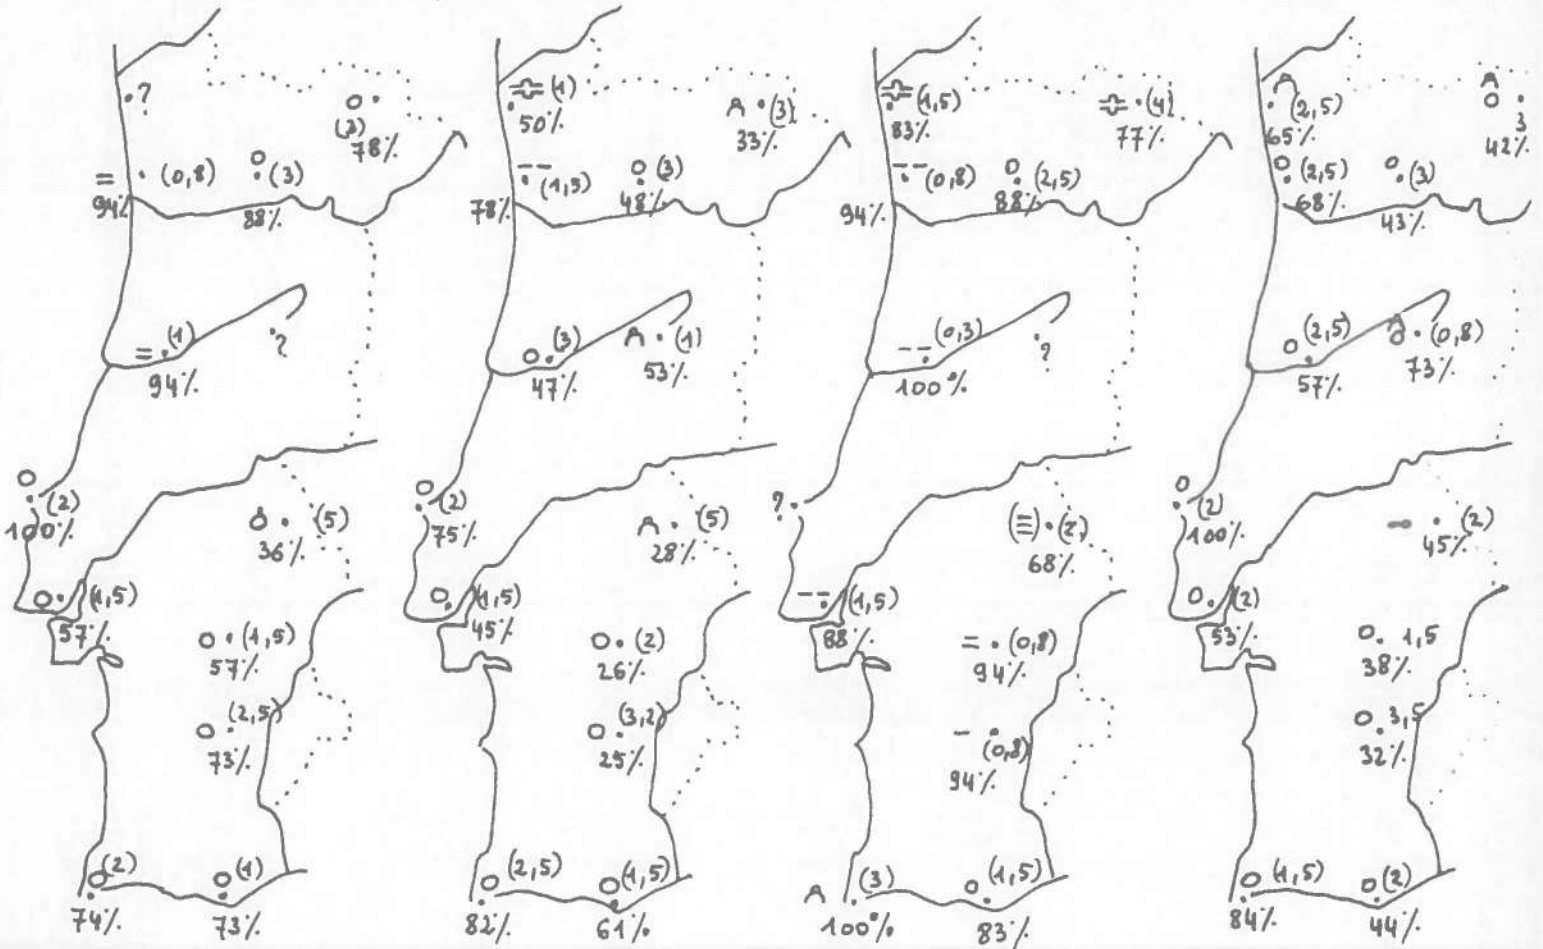 ?
O (3) 78%
= (0,8) 94%
O (3) 88%
= (1) 94%
?
O (2) 100%
(5) 36%
O (1,5) 57%
O (1,5) 57%
O (2,5) 73%
O (2) 74%
O (1) 73%
(1) 50%
A (3) 33%
-- (1,5) 78%
O (3) 48%
O (3) 47%
A (1) 53%
O (2) 75%
A (5) 28%
O (1,5) 45%
O (2) 26%
O (3,2) 25%
O (2,5) 82%
O (1,5) 61%
(1,5) 83%
(4) 77%
-- (0,8) 94%
O (2,5) 88%
-- (0,3) 100%
?
?
(=) (2) 68%
-- (1,5) 88%
= (0,8) 94%
- (0,8) 94%
A (3) 100%
O (1,5) 83%
A (2,5) 65%
A O 3 42%
O (2,5) 68%
O (3) 43%
O (2,5) 57%
(0,8) 73%
O (2) 100%
∞ (2) 45%
O (2) 53%
O 1,5 38%
O 3,5 32%
O (1,5) 84%
O (2) 44%